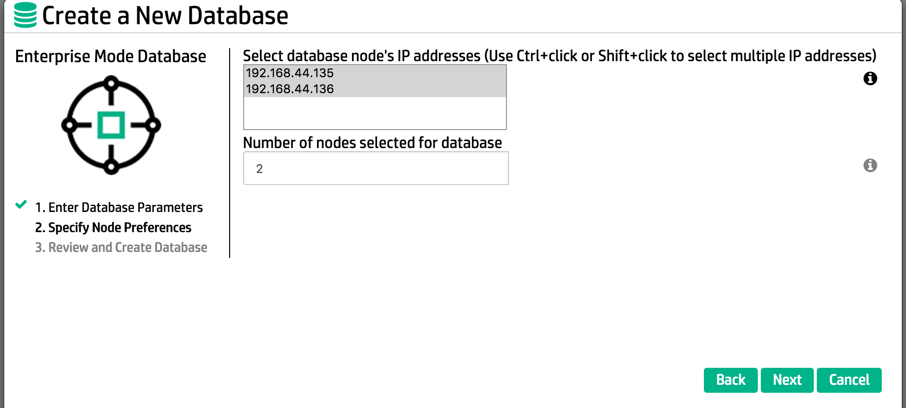 Create a New Database
Enterprise Mode Database
1. Enter Database Parameters
2. Specify Node Preferences
3. Review and Create Database
Select database node's IP addresses (Use Ctrl+click or Shift+click to select multiple IP addresses)
192.168.44.135
192.168.44.136
Number of nodes selected for database
2
Back Next Cancel